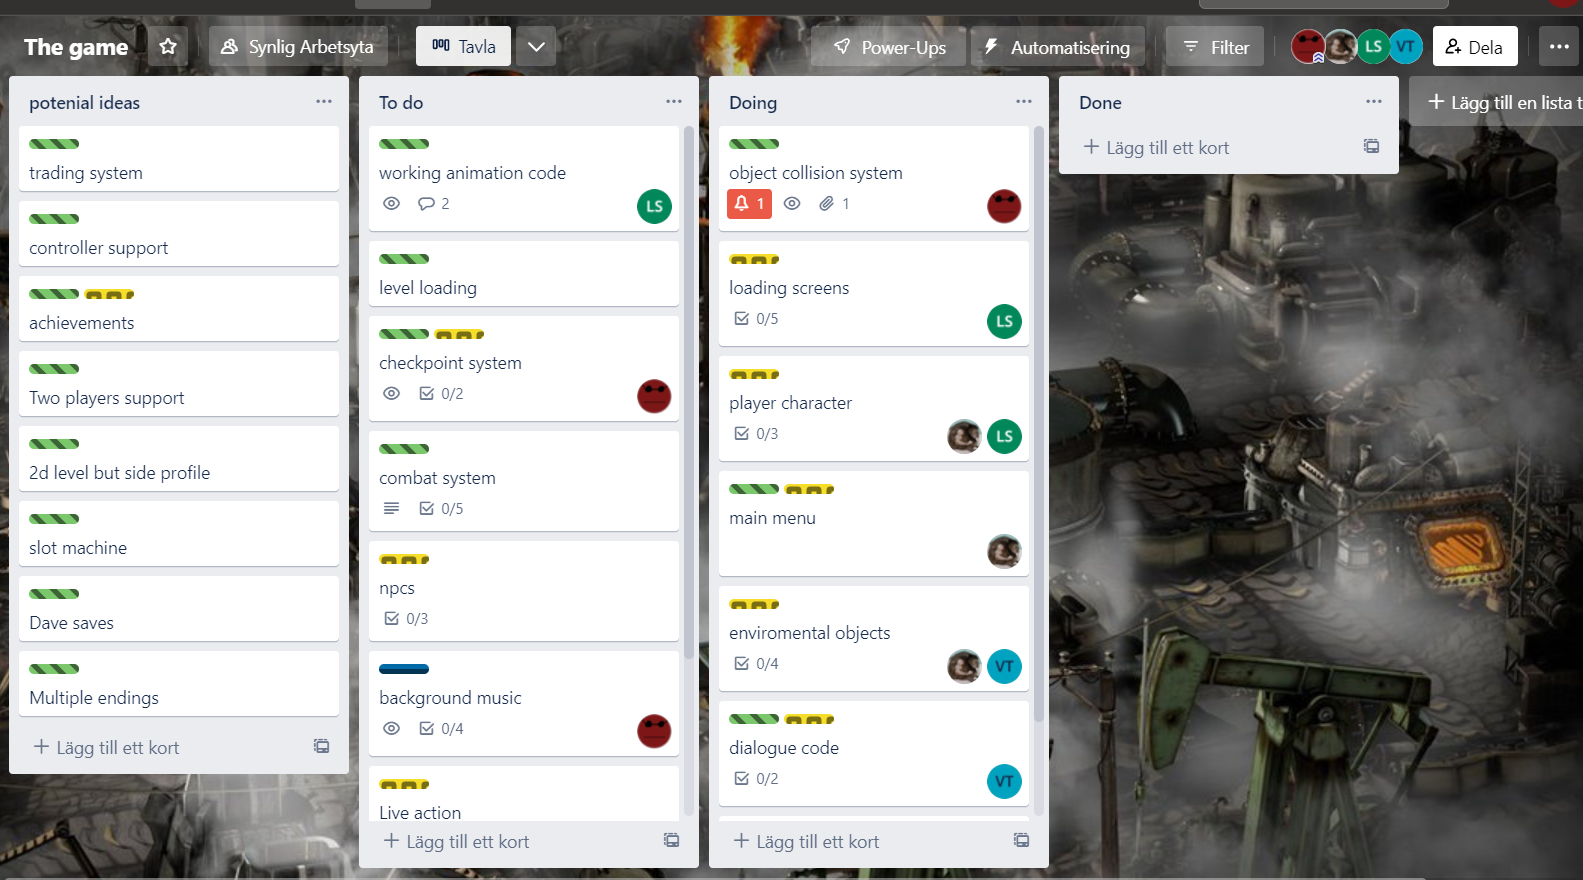 The game
Synlig Arbetsyta
Tavla
Power-Ups
Automatisering
Filter
LS
VT
Dela
potenial ideas
trading system
controller support
achievements
Two players support
2d level but side profile
slot machine
Dave saves
Multiple endings
Lägg till ett kort
To do
working animation code
2
LS
level loading
checkpoint system
0/2
combat system
0/5
npcs
0/3
background music
0/4
Live action
Lägg till ett kort
Doing
object collision system
1
1
loading screens
0/5
LS
player character
0/3
LS
main menu
enviromental objects
0/4
VT
dialogue code
0/2
VT
Lägg till ett kort
Done
Lägg till ett kort
Lägg till en lista t